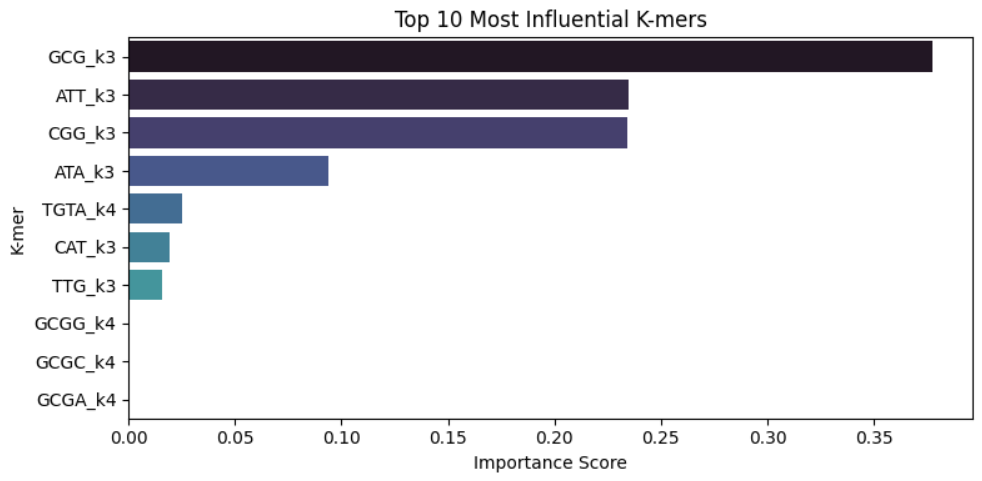 Top 10 Most Influential K-mers
K-mer
GCG_k3
ATT_k3
CGG_k3
ATA_k3
TGTA_k4
CAT_k3
TTG_k3
GCGG_k4
GCGC_k4
GCGA_k4
0.00 0.05 0.10 0.15 0.20 0.25 0.30 0.35
Importance Score